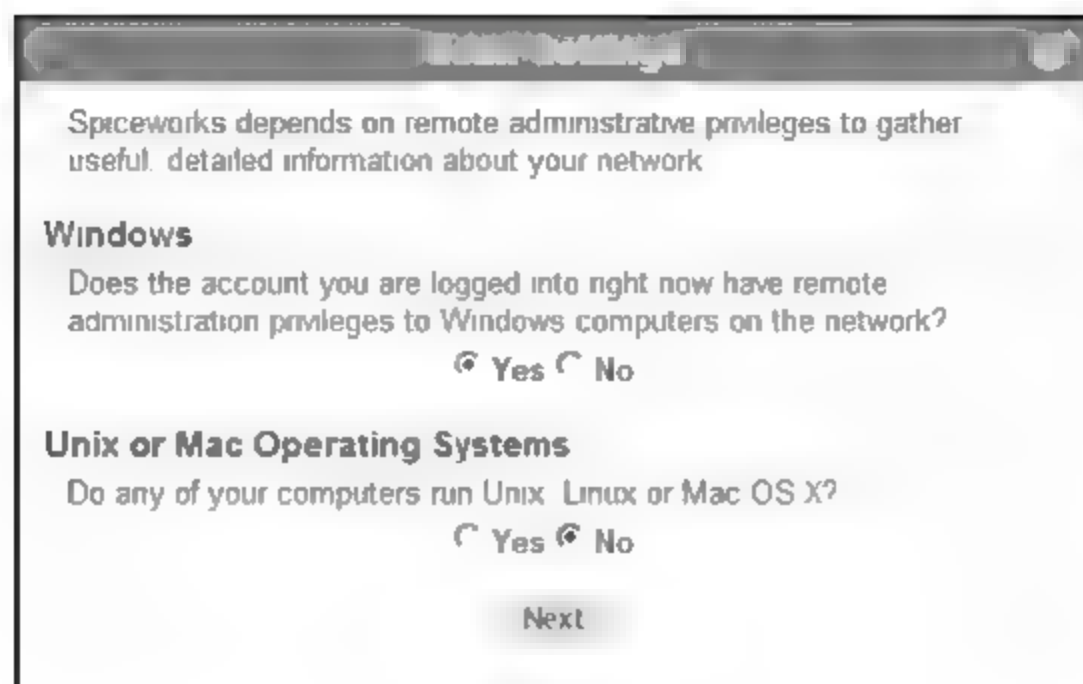 Spiceworks depends on remote administrative privileges to gather
useful, detailed information about your network
Windows
Does the account you are logged into right now have remote
administration privileges to Windows computers on the network?
Yes No
Unix or Mac Operating Systems
Do any of your computers run Unix, Linux or Mac OS X?
Yes No
Next